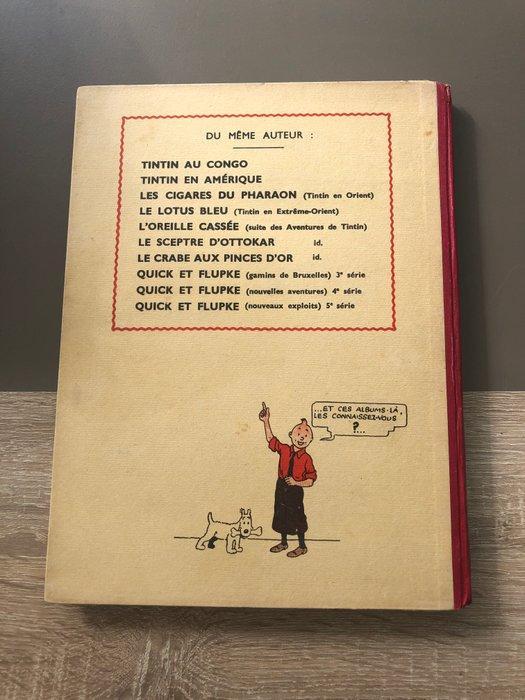 DU MÊME AUTEUR :
TINTIN AU CONGO
TINTIN EN AMÉRIQUE
LES CIGARES DU PHARAON (Tintin en Orient)
LE LOTUS BLEU (Tintin en Extrême-Orient)
L'OREILLE CASSÉE (suite des Aventures de Tintin)
LE SCEPTRE D'OTTOKAR Id.
LE CRABE AUX PINCES D'OR id.
QUICK ET FLUPKE (gamins de Bruxelles) 3e série
QUICK ET FLUPKE (nouvelles aventures) 4e série
QUICK ET FLUPKE (nouveaux exploits) 5e série
...ET CES ALBUMS-LÀ,
LES CONNAISSEZ-VOUS
?...